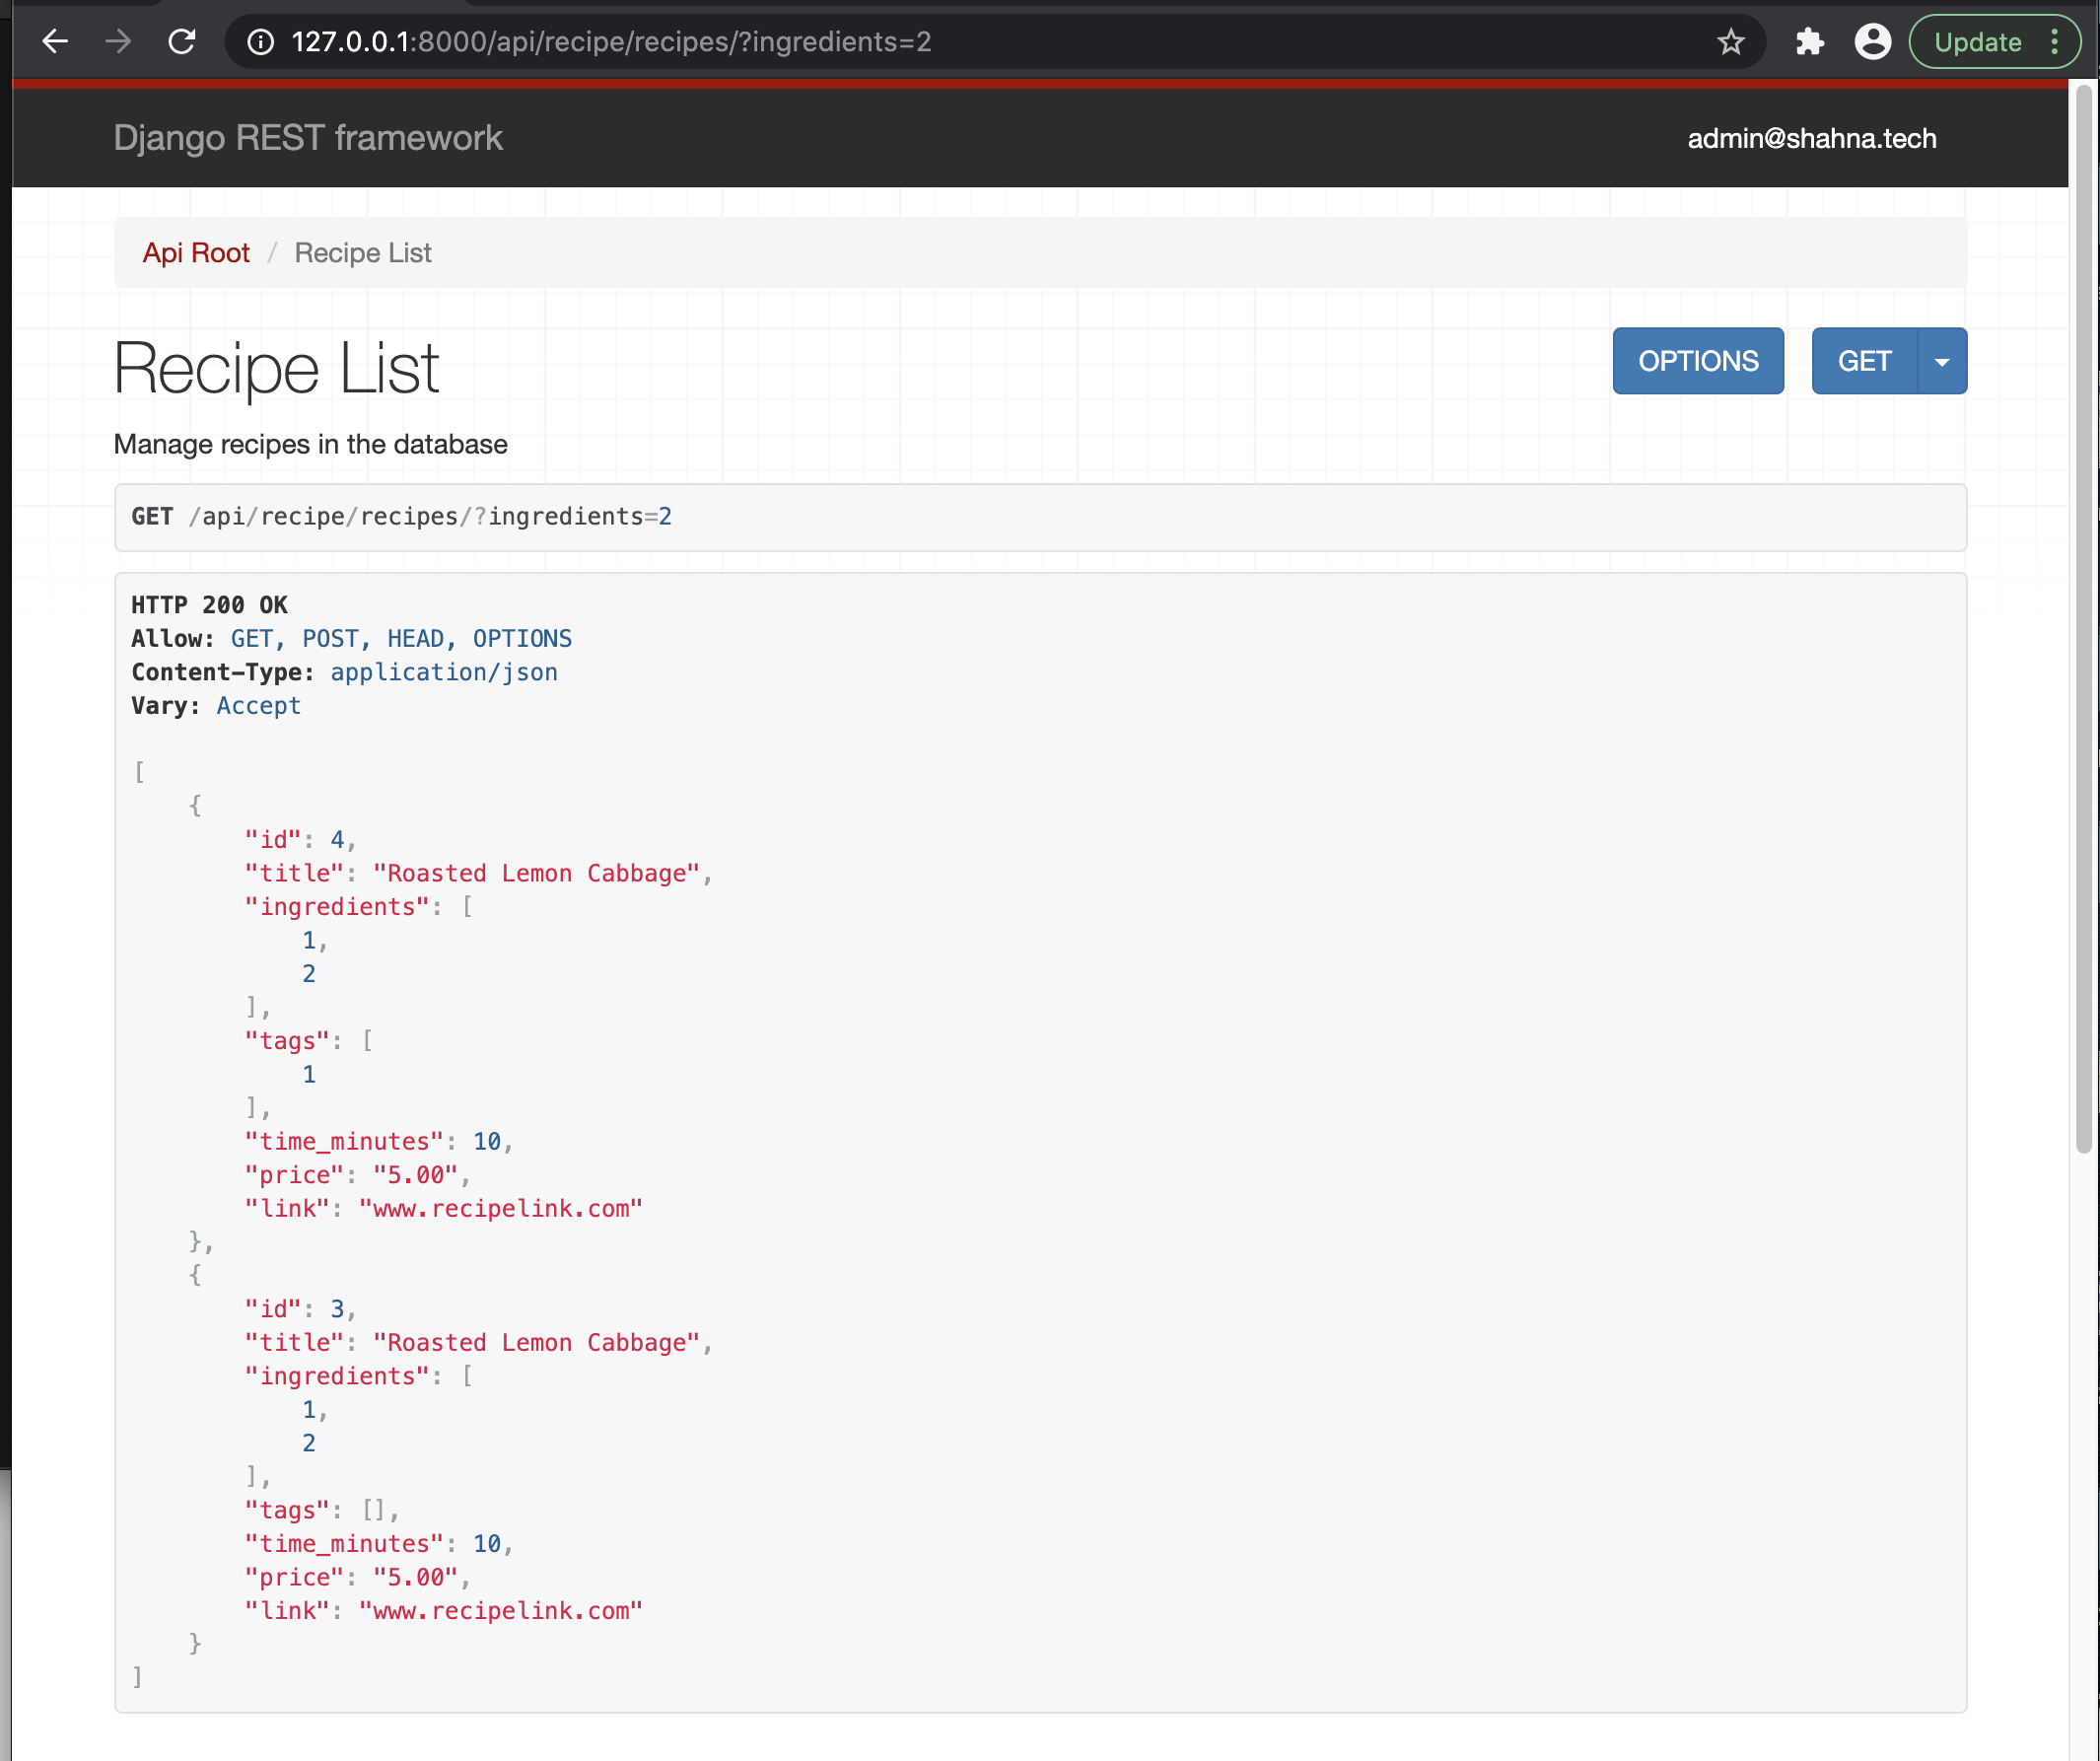 127.0.0.1:8000/api/recipe/recipes/?ingredients=2
Update
Django REST framework
admin@shahna.tech
Api Root / Recipe List
Recipe List
OPTIONS
GET
Manage recipes in the database
GET /api/recipe/recipes/?ingredients=2
HTTP 200 OK
Allow: GET, POST, HEAD, OPTIONS
Content-Type: application/json
Vary: Accept
[
    {
        "id": 4,
        "title": "Roasted Lemon Cabbage",
        "ingredients": [
            1,
            2
        ],
        "tags": [
            1
        ],
        "time_minutes": 10,
        "price": "5.00",
        "link": "www.recipelink.com"
    },
    {
        "id": 3,
        "title": "Roasted Lemon Cabbage",
        "ingredients": [
            1,
            2
        ],
        "tags": [],
        "time_minutes": 10,
        "price": "5.00",
        "link": "www.recipelink.com"
    }
]